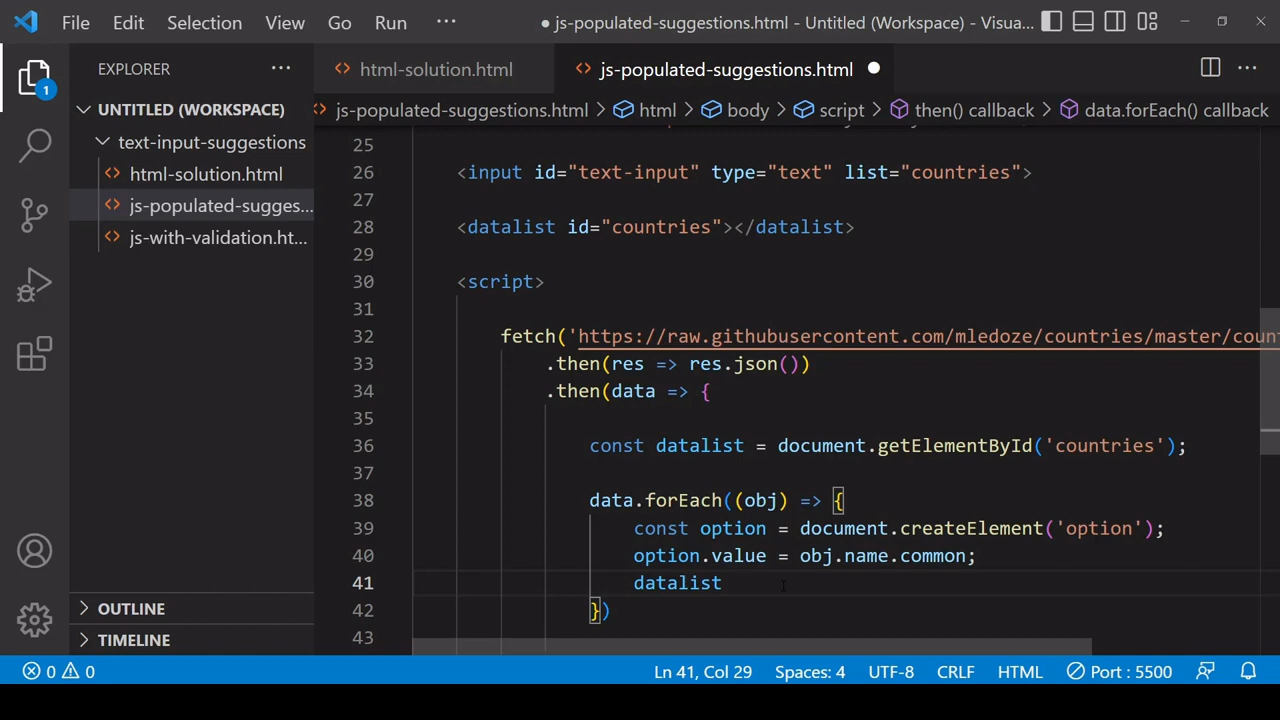 File Edit Selection View Go Run ··· ● js-populated-suggestions.html - Untitled (Workspace) - Visua...
EXPLORER ··· <> html-solution.html <> js-populated-suggestions.html ● ···
1
UNTITLED (WORKSPACE) <> js-populated-suggestions.html > html > body > script > then() callback > data.forEach() callback
text-input-suggestions
<> html-solution.html
<> js-populated-sugges...
<> js-with-validation.ht...
25
26 <input id="text-input" type="text" list="countries">
27
28 <datalist id="countries"></datalist>
29
30 <script>
31
32 fetch('https://raw.githubusercontent.com/mledoze/countries/master/coun
33 .then(res => res.json())
34 .then(data => {
35
36 const datalist = document.getElementById('countries');
37
38 data.forEach((obj) => {
39 const option = document.createElement('option');
40 option.value = obj.name.common;
41 datalist
42 })
43
OUTLINE
TIMELINE
0 0 Ln 41, Col 29 Spaces: 4 UTF-8 CRLF HTML Port : 5500